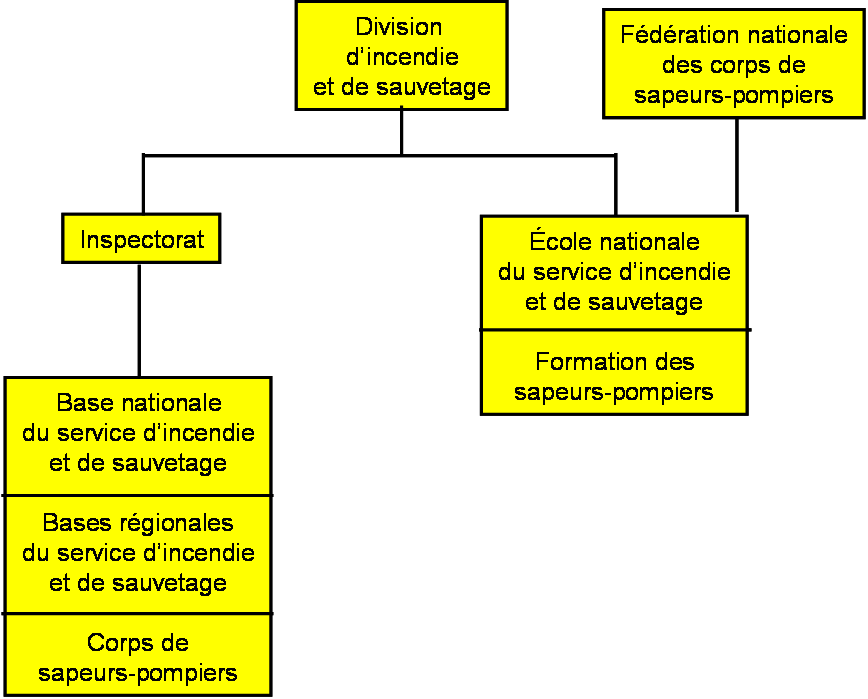 Division
d'incendie
et de sauvetage
Fédération nationale
des corps de
sapeurs-pompiers
Inspectorat
École nationale
du service d'incendie
et de sauvetage
Formation des
sapeurs-pompiers
Base nationale
du service d'incendie
et de sauvetage
Bases régionales
du service d'incendie
et de sauvetage
Corps de
sapeurs-pompiers